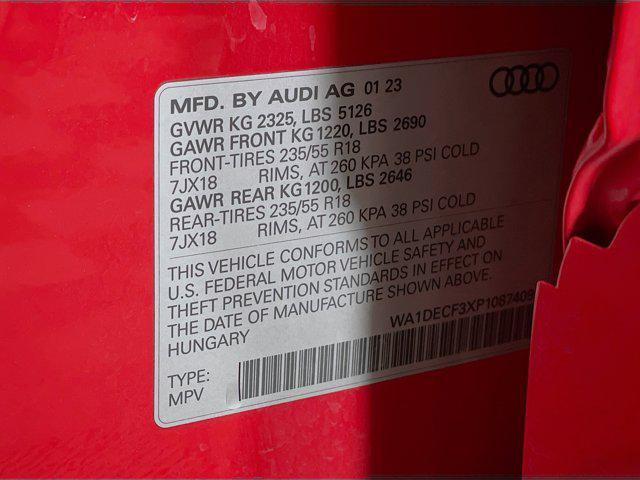 MFD. BY AUDI AG 01 23
GVWR KG 2325, LBS 5126
GAWR FRONT KG 1220, LBS 2690
FRONT-TIRES 235/55 R18
7JX18 RIMS, AT 260 KPA 38 PSI COLD
GAWR REAR KG 1200, LBS 2646
REAR-TIRES 235/55 R18
7JX18 RIMS, AT 260 KPA 38 PSI COLD
THIS VEHICLE CONFORMS TO ALL APPLICABLE
U.S. FEDERAL MOTOR VEHICLE SAFETY AND
THEFT PREVENTION STANDARDS IN EFFECT ON
THE DATE OF MANUFACTURE SHOWN ABOVE.
HUNGARY
WA1DECF3XP1087409
TYPE:
MPV